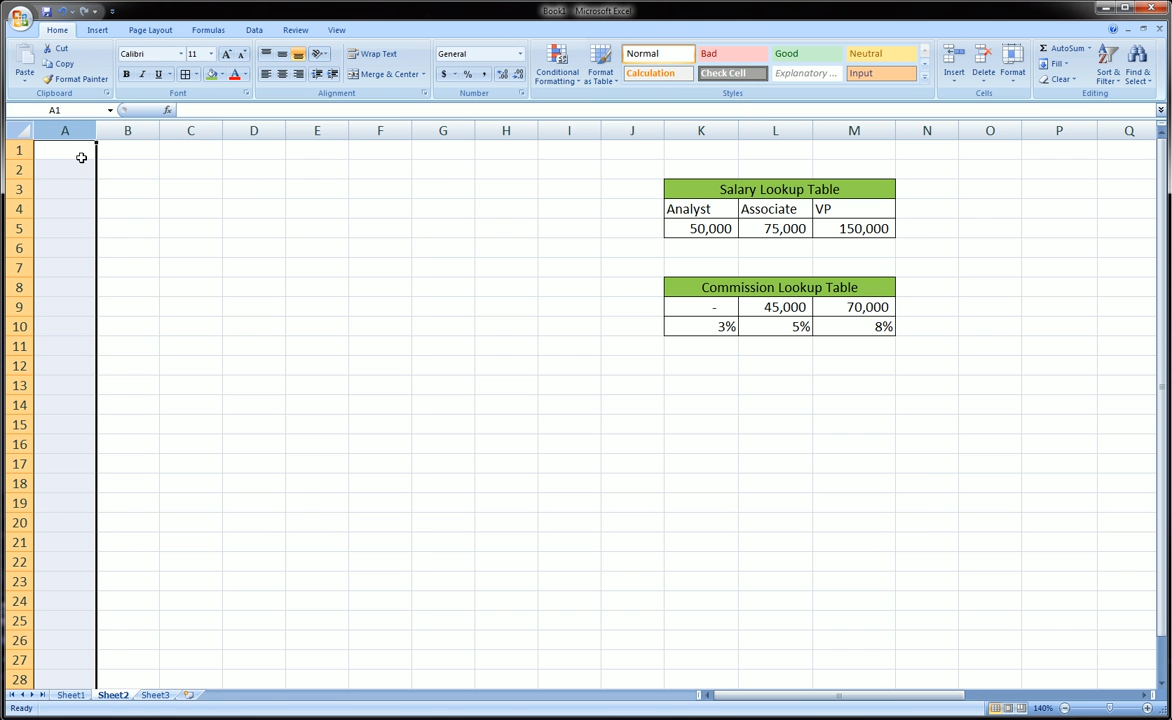 Book1 - Microsoft Excel
Home Insert Page Layout Formulas Data Review View
Paste Cut Calibri 11 A A Wrap Text General Conditional Formatting Format as Table Normal Bad Good Neutral Insert Delete Format AutoSum Sort & Filter Find & Select
Copy Fill
Format Painter B I U A Merge & Center $ % , Calculation Check Cell Explanatory ... Input Clear
Clipboard Font Alignment Number Styles Cells Editing
A1 fx
A B C D E F G H I J K L M N O P Q
1
2
3 Salary Lookup Table
4 Analyst Associate VP
5 50,000 75,000 150,000
6
7
8 Commission Lookup Table
9 - 45,000 70,000
10 3% 5% 8%
11
12
13
14
15
16
17
18
19
20
21
22
23
24
25
26
27
28
Sheet1 Sheet2 Sheet3
Ready 140%